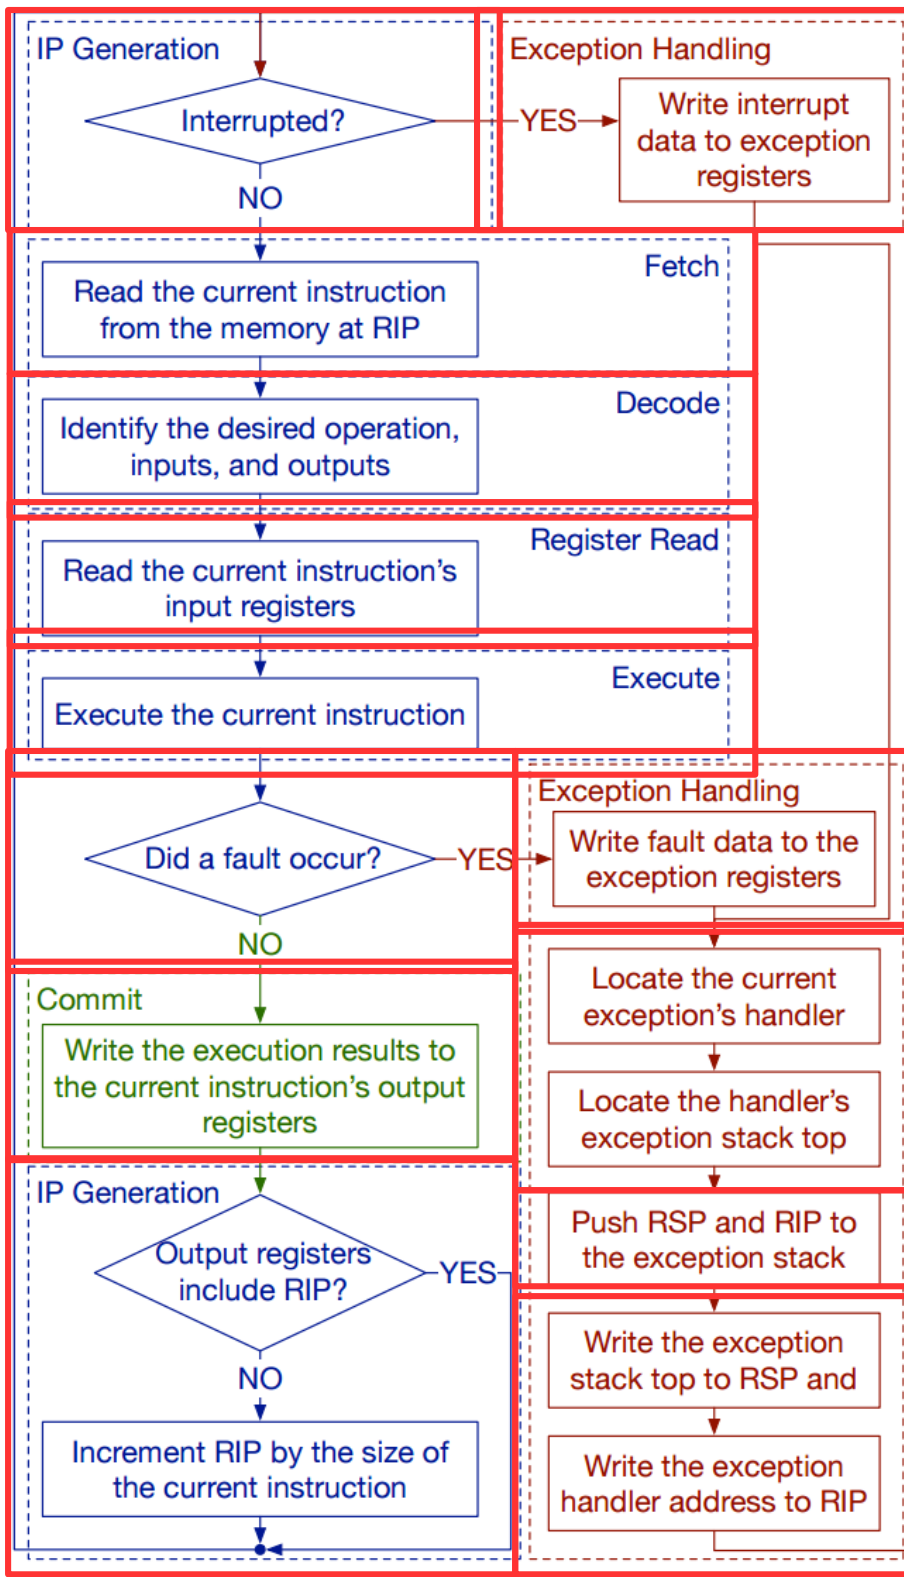 IP Generation
Exception Handling
Interrupted?
YES
Write interrupt
data to exception
registers
NO
Fetch
Read the current instruction
from the memory at RIP
Decode
Identify the desired operation,
inputs, and outputs
Register Read
Read the current instruction’s
input registers
Execute
Execute the current instruction
Exception Handling
Did a fault occur?
YES
Write fault data to the
exception registers
NO
Locate the current
exception’s handler
Commit
Write the execution results to
the current instruction’s output
registers
Locate the handler’s
exception stack top
IP Generation
Output registers
include RIP?
YES
Push RSP and RIP to
the exception stack
NO
Write the exception
stack top to RSP and
Increment RIP by the size of
the current instruction
Write the exception
handler address to RIP